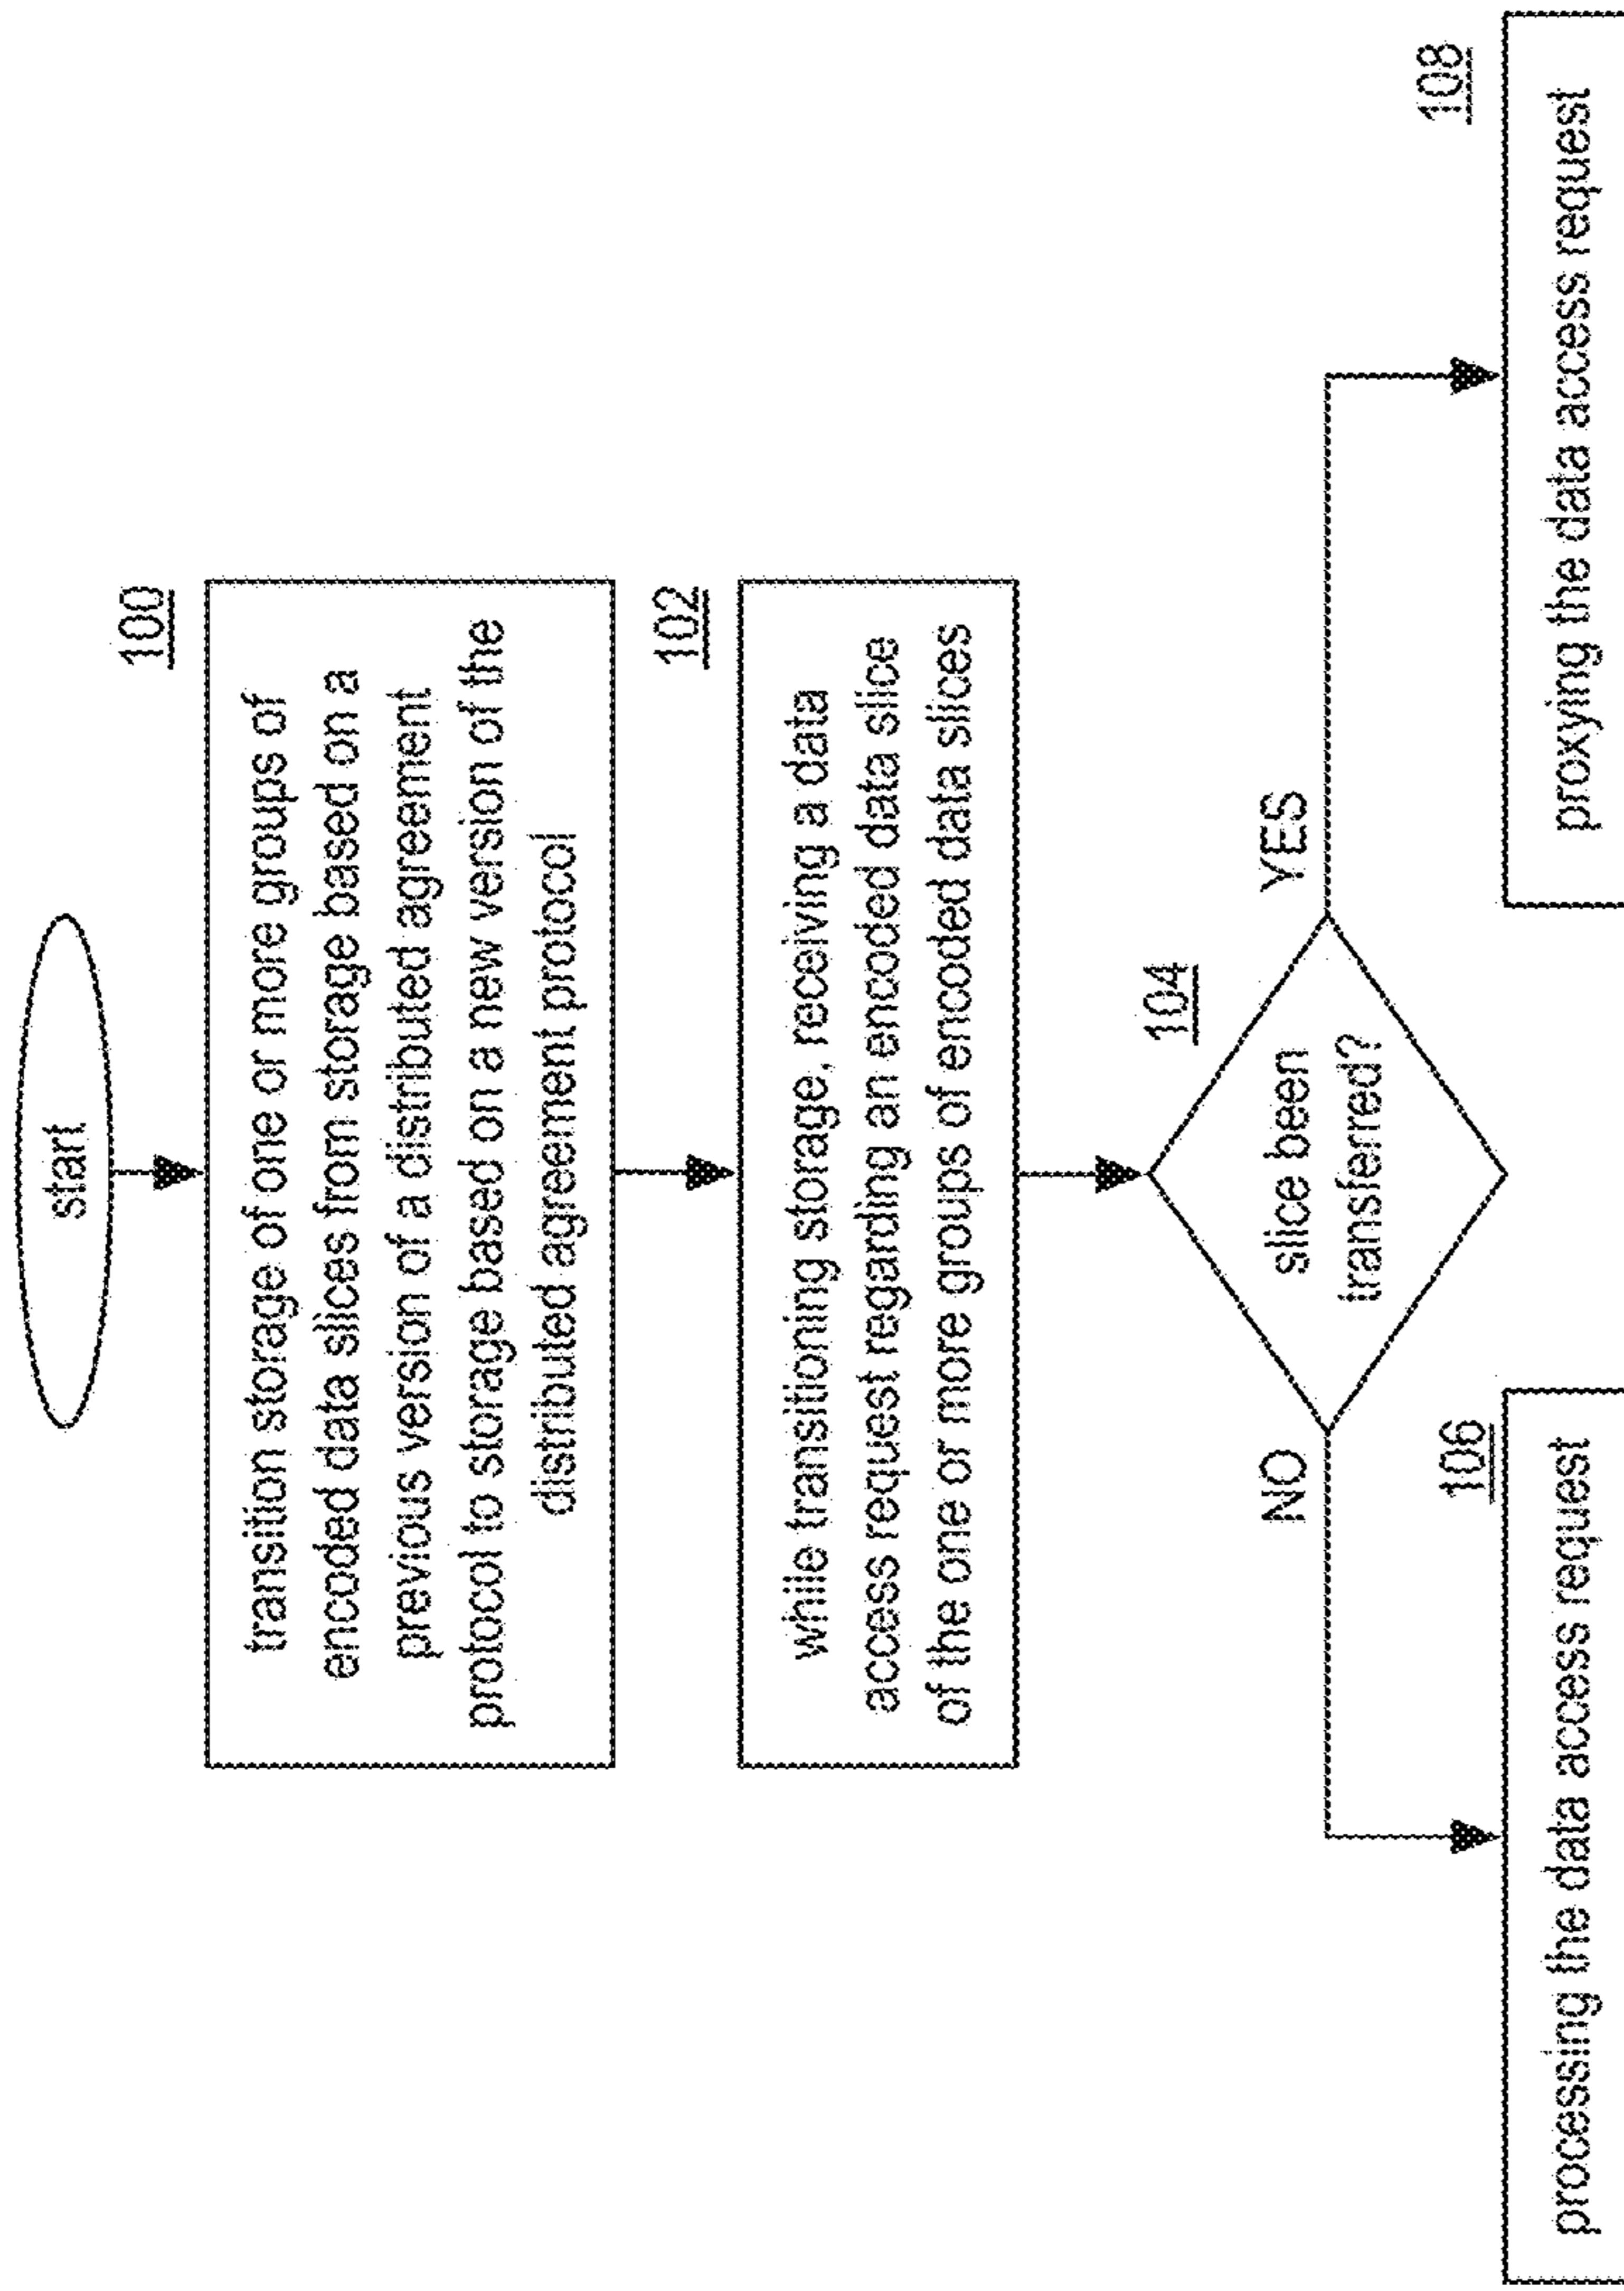 start
100
transition storage of one or more groups of
encoded data slices from storage based on a
previous version of a distributed agreement
protocol to storage based on a new version of the
distributed agreement protocol
102
while transitioning storage, receiving a data
access request regarding an encoded data slice
of the one or more groups of encoded data slices
104
slice been
transferred?
NO
YES
106
processing the data access request
108
proxying the data access request